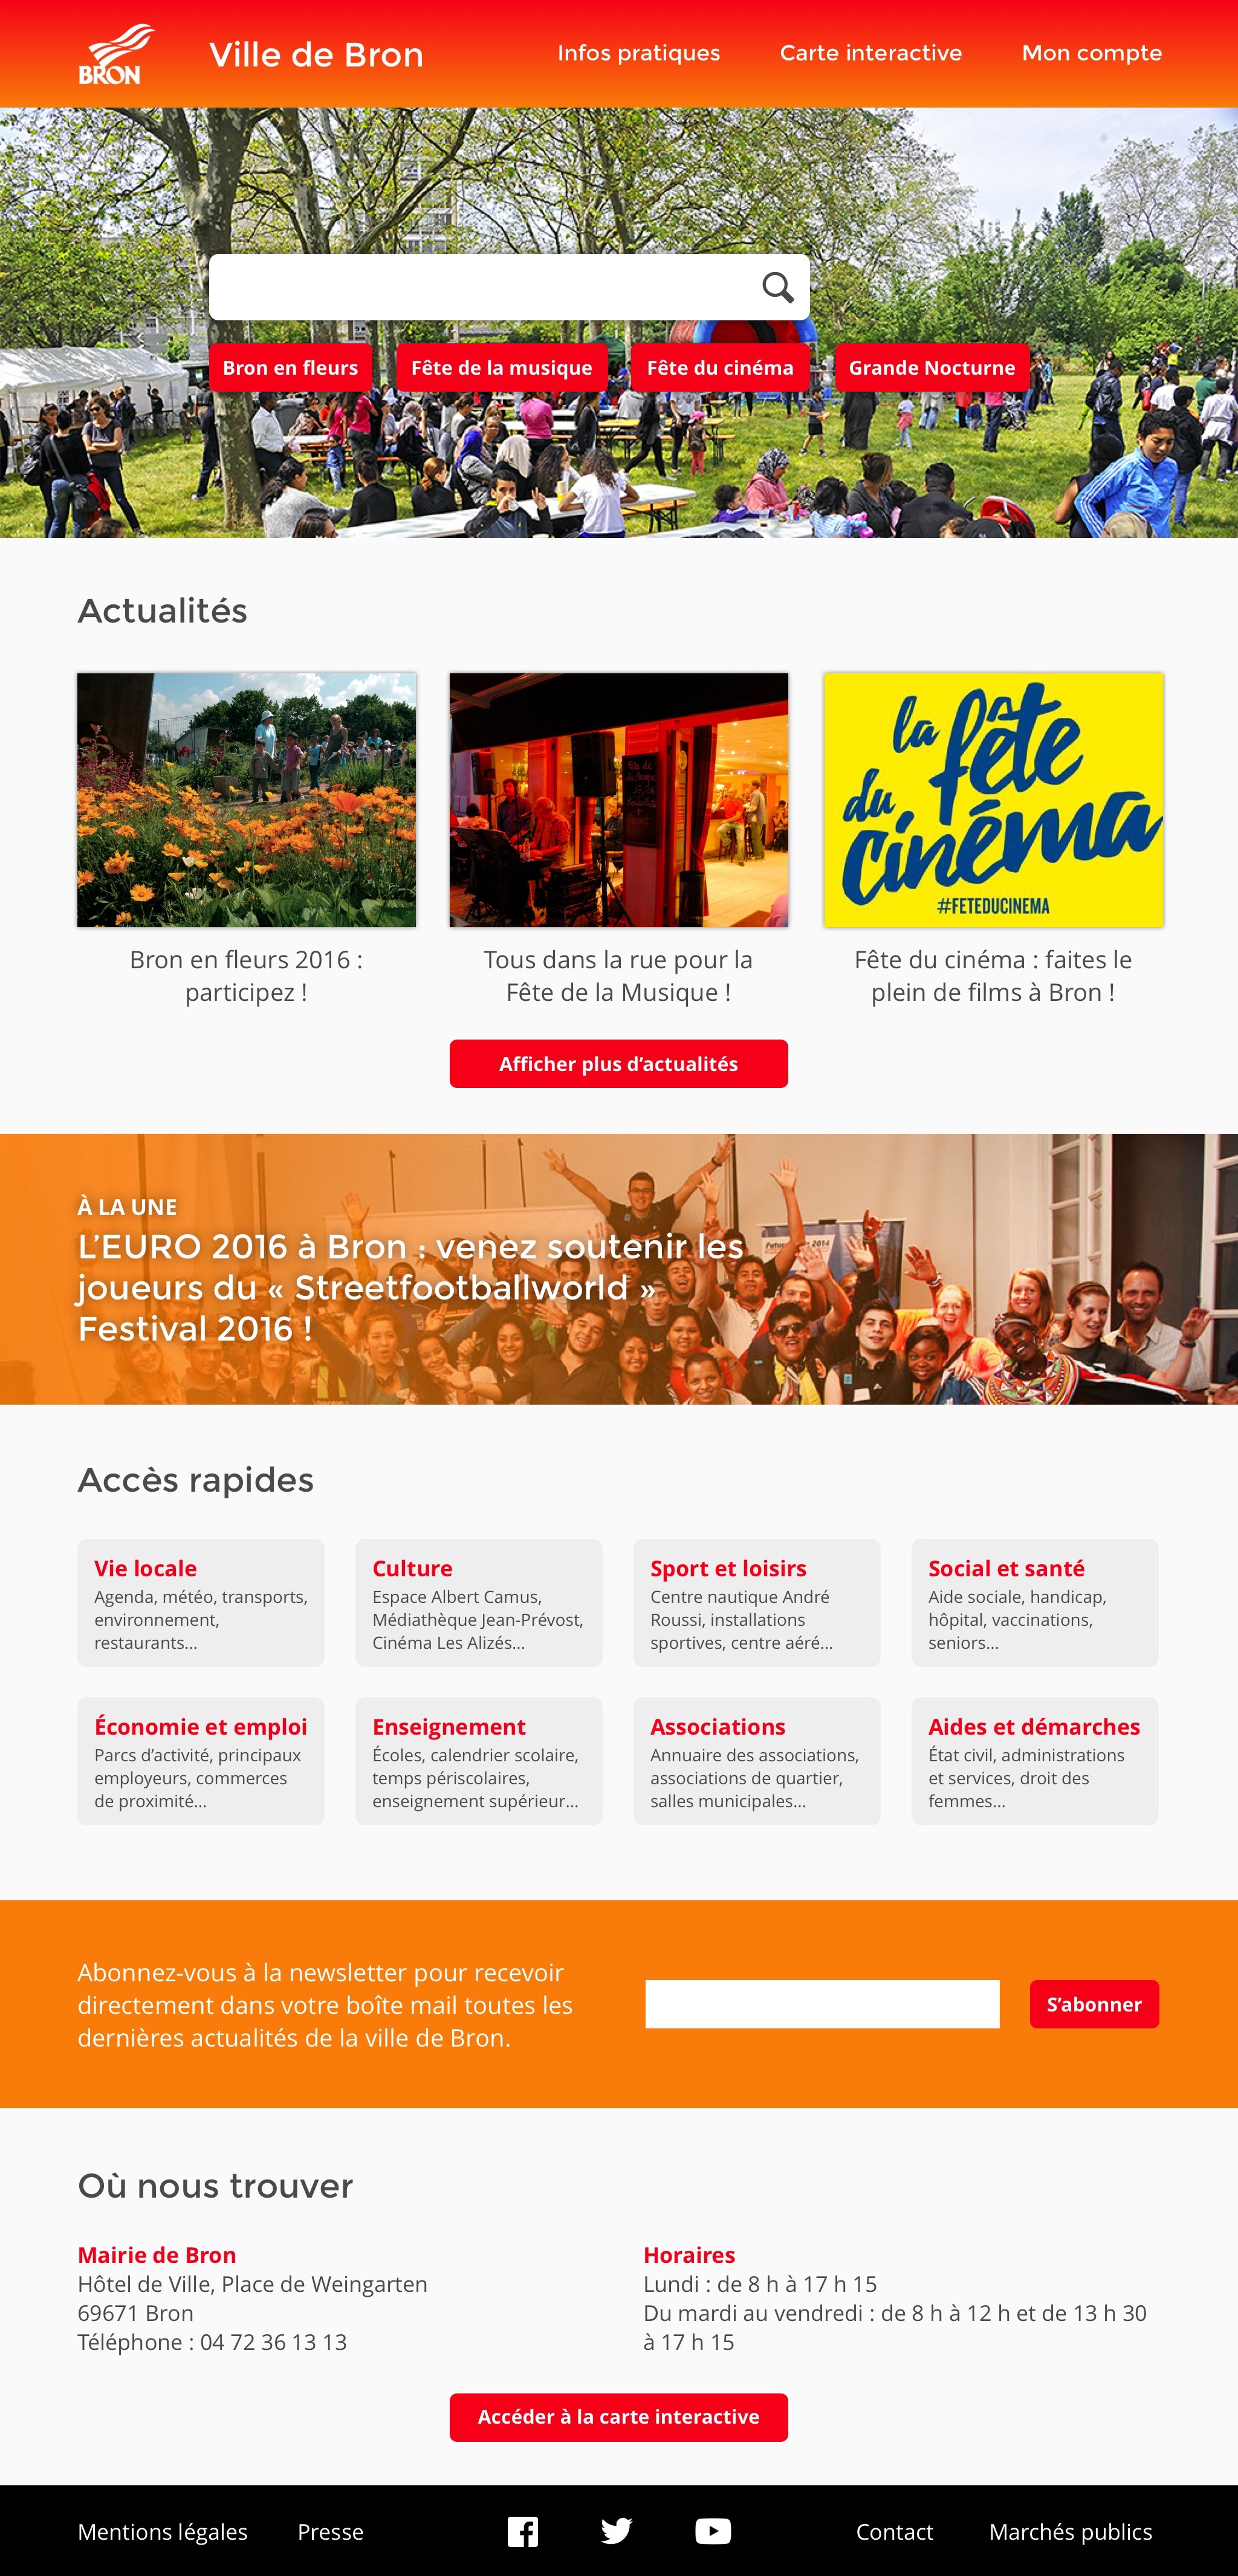 BRON
Ville de Bron
Infos pratiques
Carte interactive
Mon compte
Bron en fleurs
Fête de la musique
Fête du cinéma
Grande Nocturne
Actualités
la fête
du
cinéma
#FETEDUCINEMA
Bron en fleurs 2016 :
participez !
Tous dans la rue pour la
Fête de la Musique !
Fête du cinéma : faites le
plein de films à Bron !
Afficher plus d’actualités
À LA UNE
L’EURO 2016 à Bron : venez soutenir les
joueurs du « Streetfootballworld »
Festival 2016 !
Accès rapides
Vie locale
Agenda, météo, transports,
environnement,
restaurants...
Culture
Espace Albert Camus,
Médiathèque Jean-Prévost,
Cinéma Les Alizés...
Sport et loisirs
Centre nautique André
Roussi, installations
sportives, centre aéré...
Social et santé
Aide sociale, handicap,
hôpital, vaccinations,
seniors...
Économie et emploi
Parcs d’activité, principaux
employeurs, commerces
de proximité...
Enseignement
Écoles, calendrier scolaire,
temps périscolaires,
enseignement supérieur...
Associations
Annuaire des associations,
associations de quartier,
salles municipales...
Aides et démarches
État civil, administrations
et services, droit des
femmes...
Abonnez-vous à la newsletter pour recevoir
directement dans votre boîte mail toutes les
dernières actualités de la ville de Bron.
S’abonner
Où nous trouver
Mairie de Bron
Hôtel de Ville, Place de Weingarten
69671 Bron
Téléphone : 04 72 36 13 13
Horaires
Lundi : de 8 h à 17 h 15
Du mardi au vendredi : de 8 h à 12 h et de 13 h 30
à 17 h 15
Accéder à la carte interactive
Mentions légales
Presse
Contact
Marchés publics